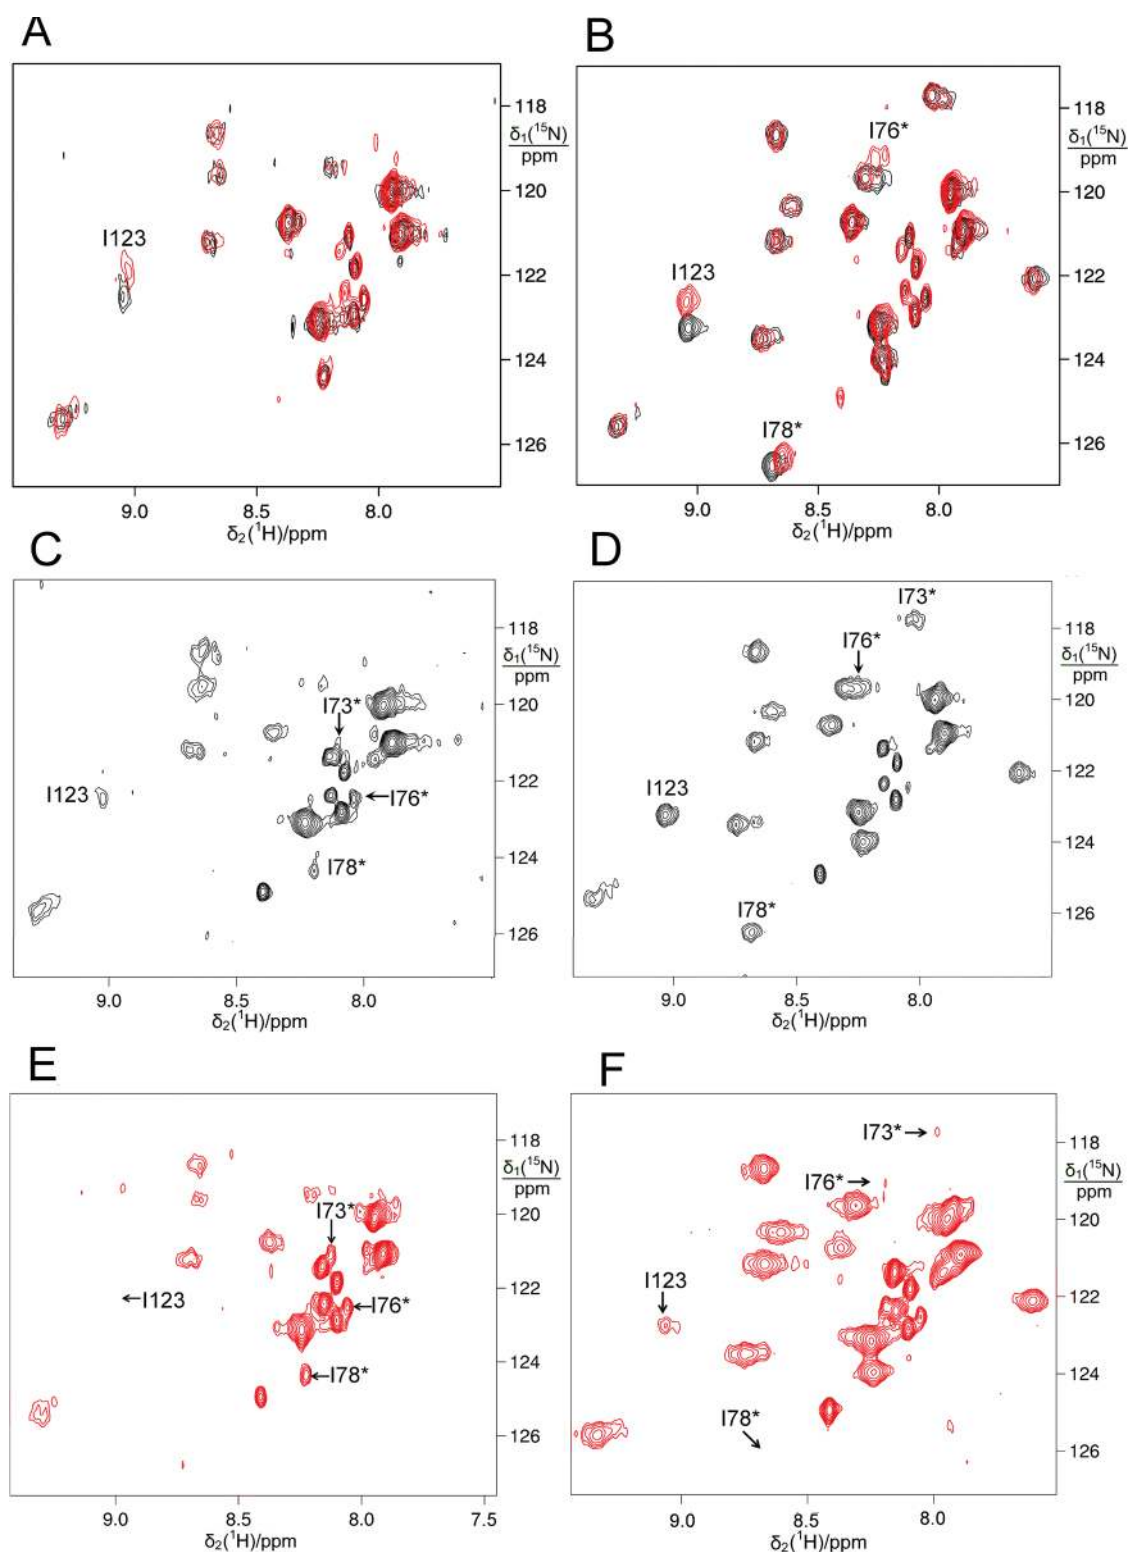 A
118
δ₁(¹⁵N)
ppm
120
I123
122
124
126
9.0 8.5 8.0
δ₂(¹H)/ppm
B
118
δ₁(¹⁵N)
ppm
I76*
120
I123
122
124
I78*
126
9.0 8.5 8.0
δ₂(¹H)/ppm
C
118
δ₁(¹⁵N)
ppm
I73*
120
122
I123
I76*
124
I78*
126
9.0 8.5 8.0
δ₂(¹H)/ppm
D
I73*
118
I76*
δ₁(¹⁵N)
ppm
120
I123
122
124
I78*
126
9.0 8.5 8.0
δ₂(¹H)/ppm
E
118
δ₁(¹⁵N)
ppm
I73*
120
I123
122
I76*
124
I78*
126
9.0 8.5 8.0 7.5
δ₂(¹H)/ppm
F
I73*
118
δ₁(¹⁵N)
ppm
I76*
120
I123
122
124
I78*
126
9.0 8.5 8.0
δ₂(¹H)/ppm